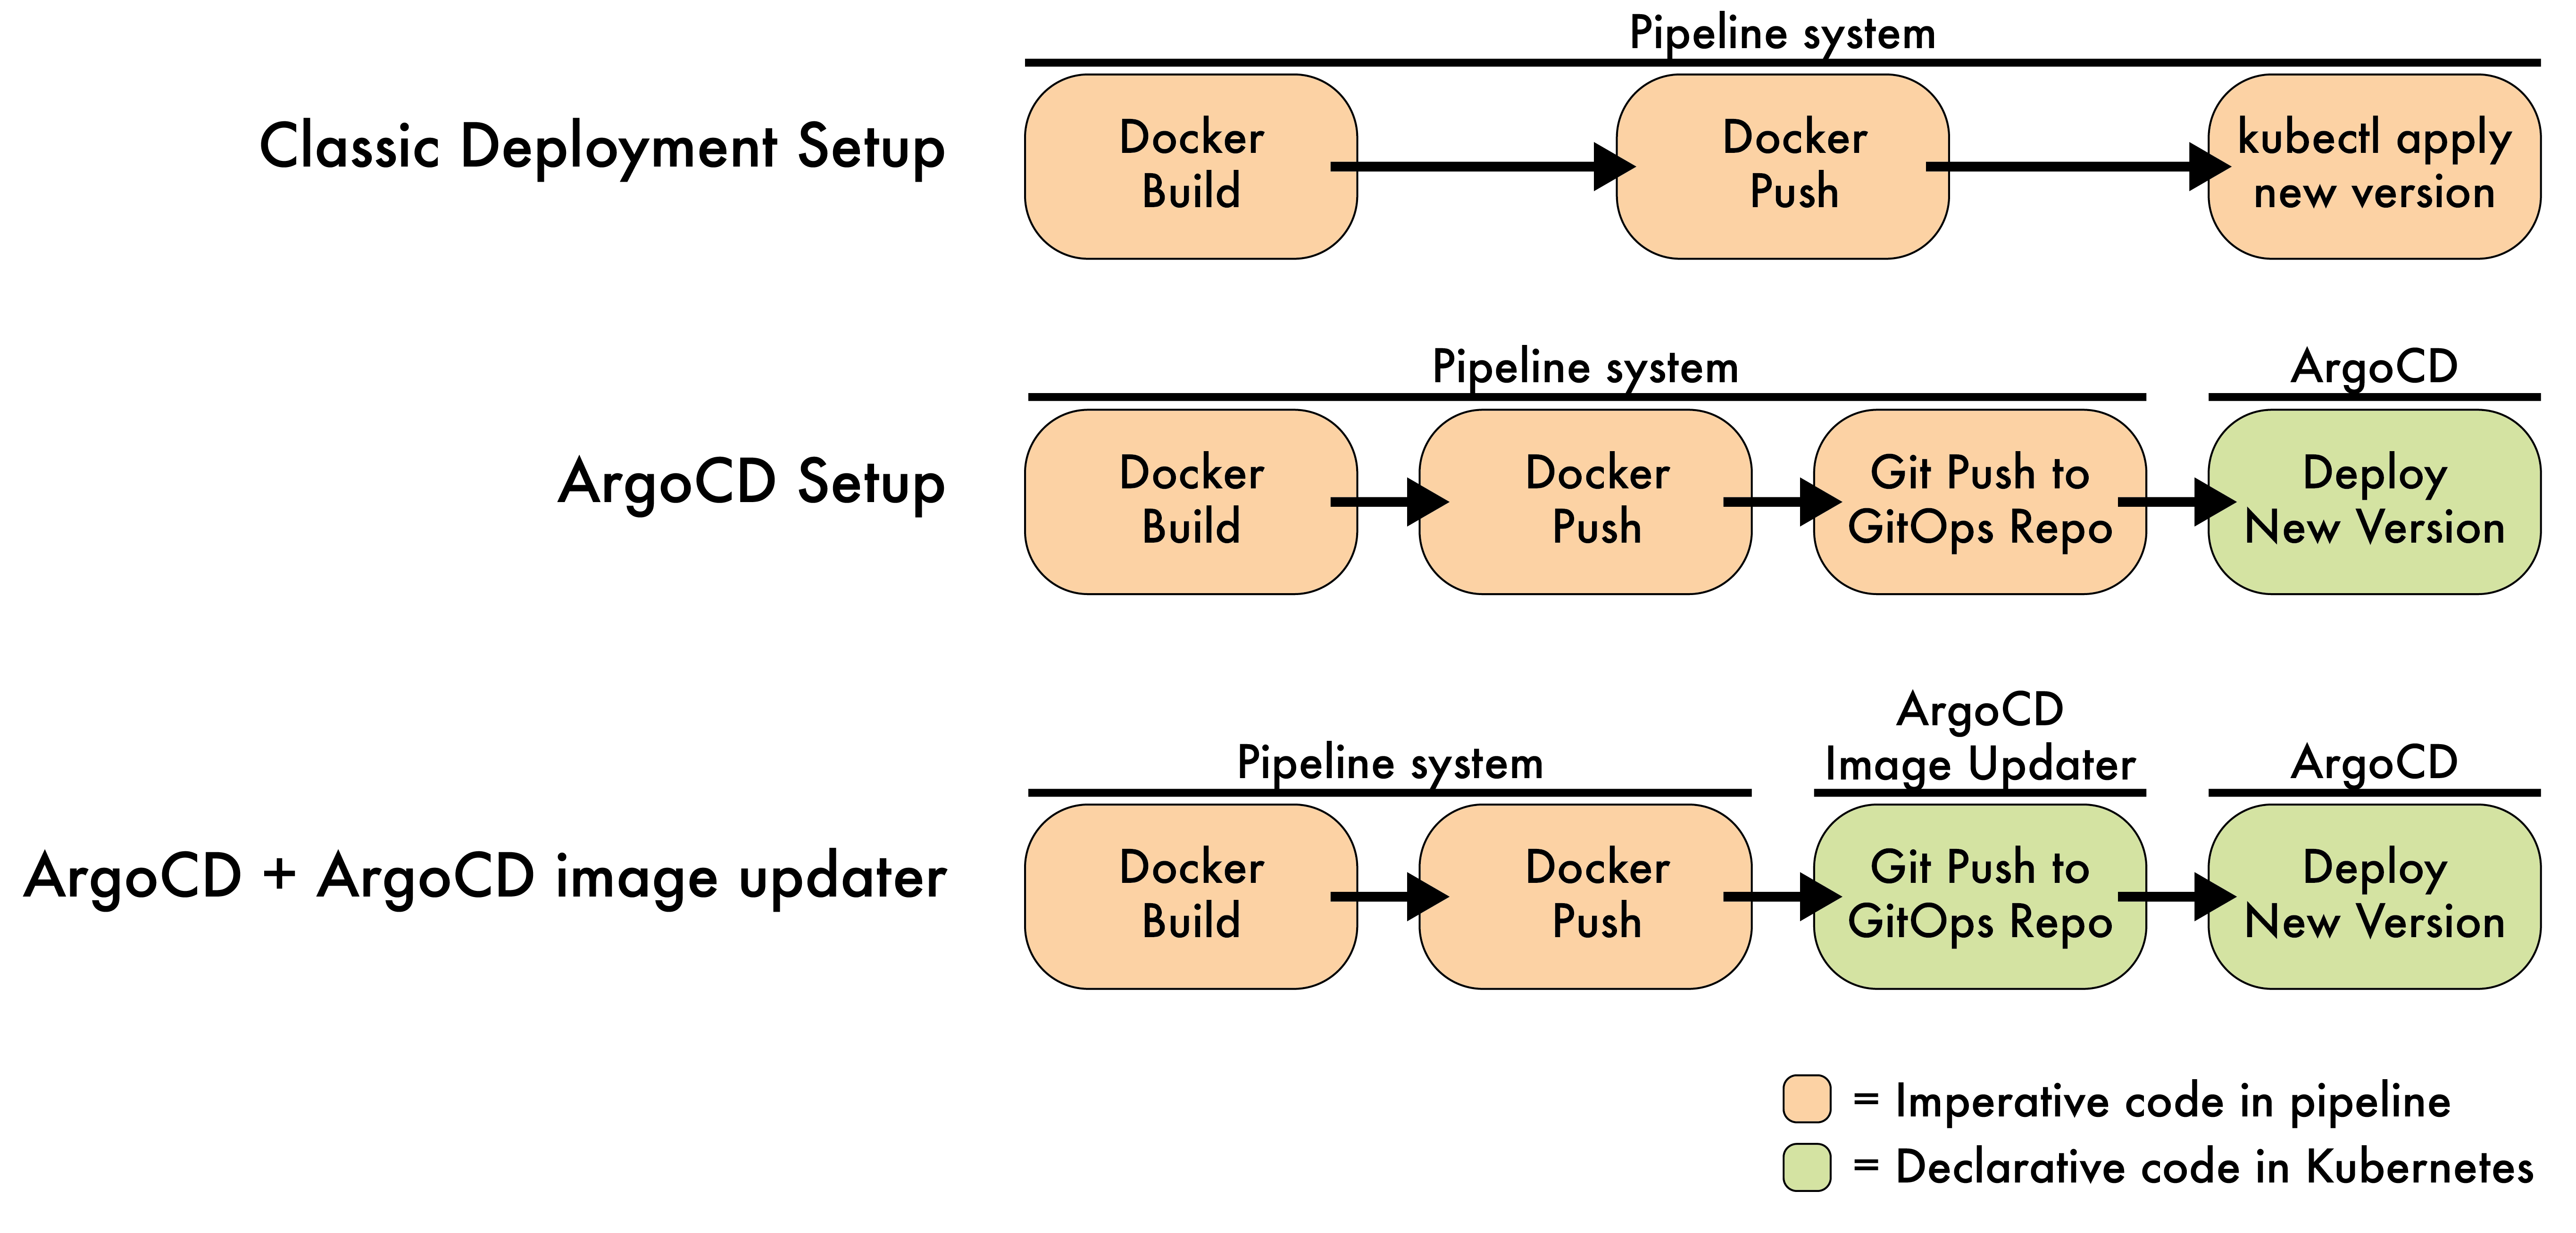 Pipeline system
Classic Deployment Setup
Docker
Build
Docker
Push
kubectl apply
new version
Pipeline system
ArgoCD
ArgoCD Setup
Docker
Build
Docker
Push
Git Push to
GitOps Repo
Deploy
New Version
Pipeline system
ArgoCD
Image Updater
ArgoCD
ArgoCD + ArgoCD image updater
Docker
Build
Docker
Push
Git Push to
GitOps Repo
Deploy
New Version
= Imperative code in pipeline
= Declarative code in Kubernetes